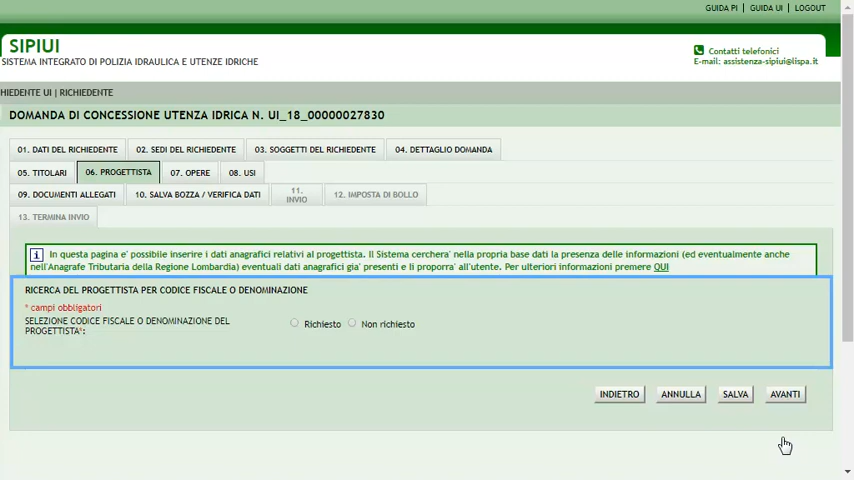 GUIDA PI | GUIDA UI | LOGOUT
SIPIUI
SISTEMA INTEGRATO DI POLIZIA IDRAULICA E UTENZE IDRICHE
Contatti telefonici
E-mail: assistenza-sipiui@lispa.it
HIEDENTE UI | RICHIEDENTE
DOMANDA DI CONCESSIONE UTENZA IDRICA N. UI_18_00000027830
01. DATI DEL RICHIEDENTE 02. SEDI DEL RICHIEDENTE 03. SOGGETTI DEL RICHIEDENTE 04. DETTAGLIO DOMANDA
05. TITOLARI 06. PROGETTISTA 07. OPERE 08. USI
09. DOCUMENTI ALLEGATI 10. SALVA BOZZA / VERIFICA DATI 11. INVIO 12. IMPOSTA DI BOLLO
13. TERMINA INVIO
i In questa pagina e' possibile inserire i dati anagrafici relativi al progettista. Il Sistema cerchera' nella propria base dati la presenza delle informazioni (ed eventualmente anche
nell'Anagrafe Tributaria della Regione Lombardia) eventuali dati anagrafici gia' presenti e li proporra' all'utente. Per ulteriori informazioni premere QUI
RICERCA DEL PROGETTISTA PER CODICE FISCALE O DENOMINAZIONE
* campi obbligatori
SELEZIONE CODICE FISCALE O DENOMINAZIONE DEL
PROGETTISTA*: Richiesto Non richiesto
INDIETRO ANNULLA SALVA AVANTI